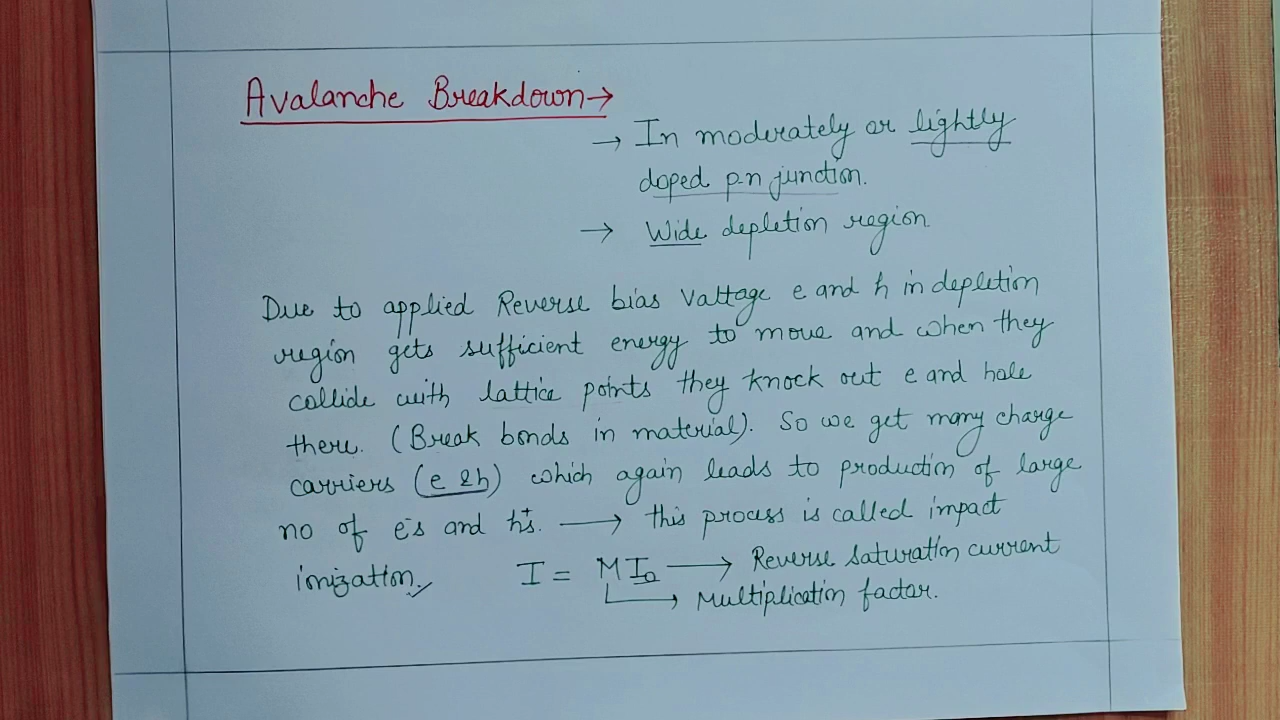 Avalanche Breakdown→
→ In moderately or lightly
doped p-n junction.
→ Wide depletion region
Due to applied Reverse bias Valtage e and h in depletion
region gets sufficient energy to move and when they
collide with lattice points they knock out e and hole
there. (Break bonds in material). So we get many charge
carriers (e & h) which again leads to production of large
no of e⁻s and h⁺s. → this process is called impact
ionization. I = MI₀ → Reverse saturation current
→ Multiplication factor.